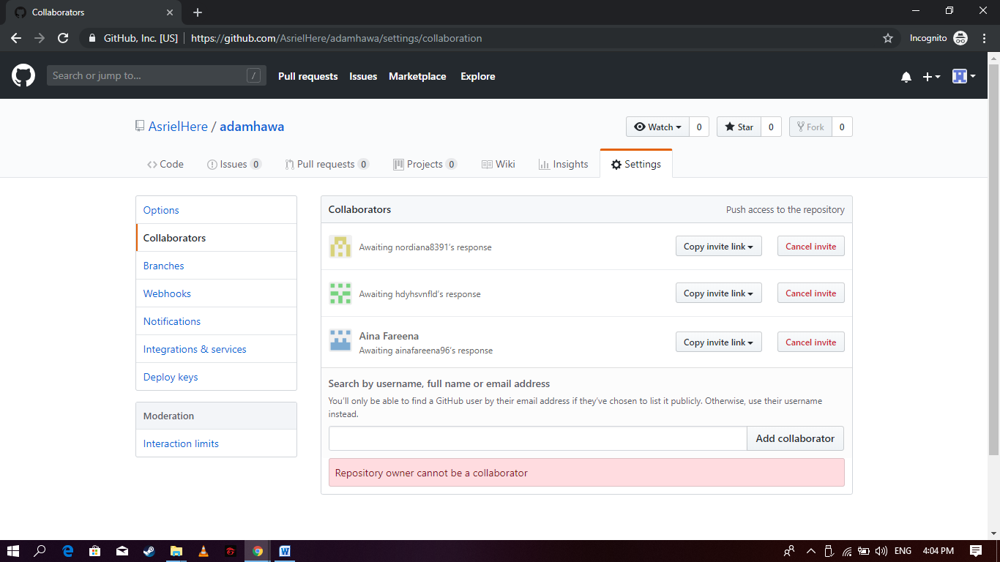 Collaborators
GitHub, Inc. [US] https://github.com/AsrielHere/adamhawa/settings/collaboration
Incognito
Search or jump to... /
Pull requests Issues Marketplace Explore
AsrielHere / adamhawa
Watch 0 Star 0 Fork 0
Code Issues 0 Pull requests 0 Projects 0 Wiki Insights Settings
Options
Collaborators
Branches
Webhooks
Notifications
Integrations & services
Deploy keys
Moderation
Interaction limits
Collaborators Push access to the repository
Awaiting nordiana8391's response Copy invite link Cancel invite
Awaiting hdyhsvnfld's response Copy invite link Cancel invite
Aina Fareena
Awaiting ainafareena96's response Copy invite link Cancel invite
Search by username, full name or email address
You'll only be able to find a GitHub user by their email address if they've chosen to list it publicly. Otherwise, use their username
instead.
Add collaborator
Repository owner cannot be a collaborator
ENG 4:04 PM